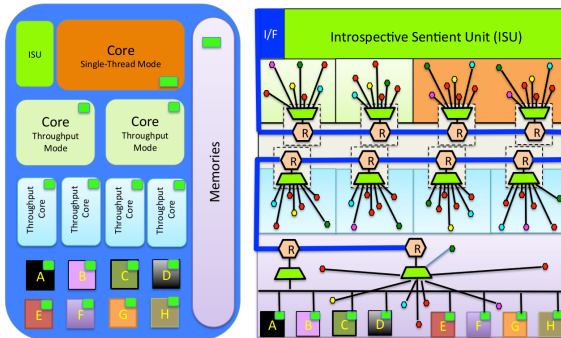 ISU
Core
Single-Thread Mode
Core
Throughput
Mode
Core
Throughput
Mode
Throughput
Core
Throughput
Core
Throughput
Core
Throughput
Core
A
B
C
D
E
F
G
H
Memories
I/F
Introspective Sentient Unit (ISU)
R
R
R
R
R
R
R
R
R
R
A
B
C
D
E
F
G
H